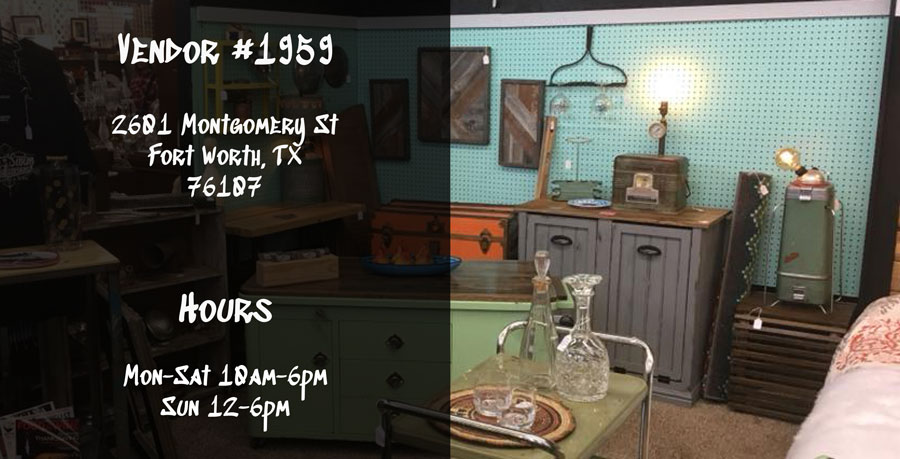 Vendor #1959
2601 Montgomery St
Fort Worth, TX
76107
Hours
Mon-Sat 10am-6pm
Sun 12-6pm